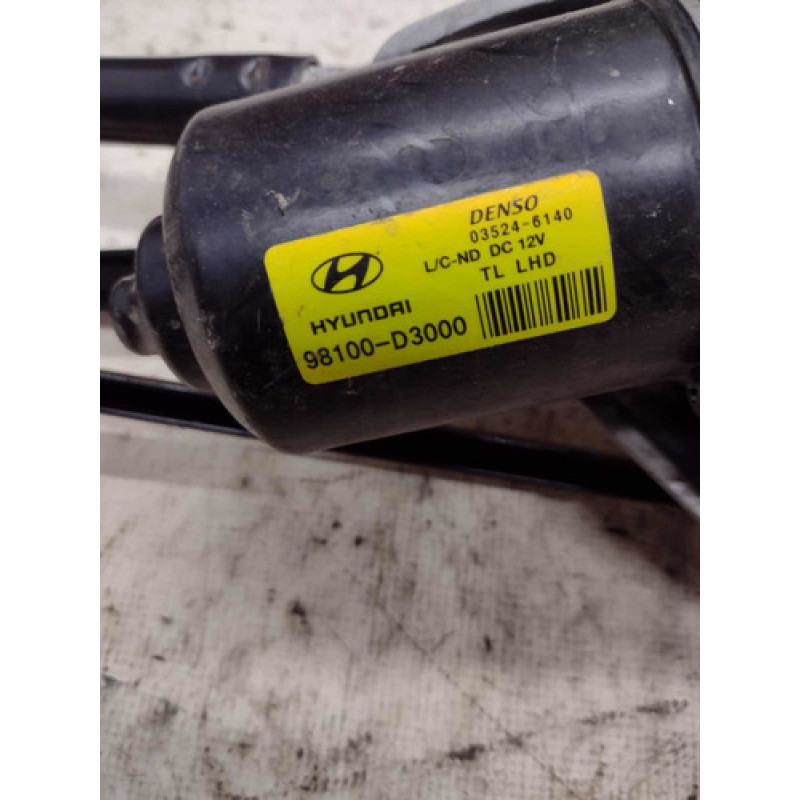 DENSO
03524-6140
L/C-ND DC 12V
TL LHD
HYUNDAI
98100-D3000